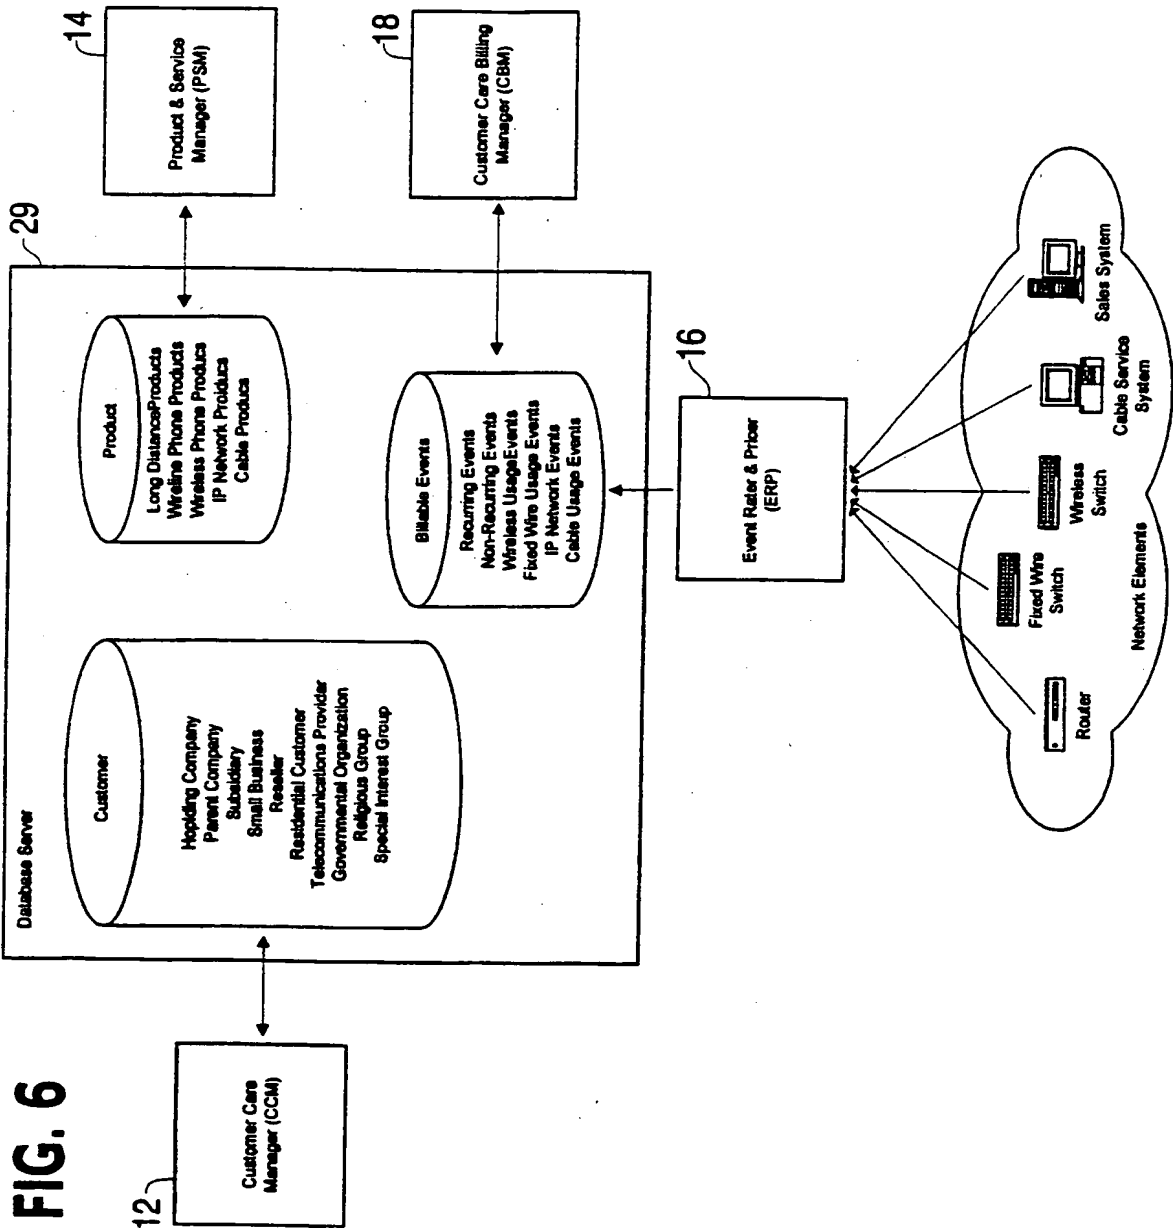 FIG. 6
Database Server
29
Customer
Hoplding Company
Parent Company
Subsidiary
Small Business
Reseller
Residential Customer
Telecommunications Provider
Governmental Organization
Religious Group
Special Interest Group
Product
Long DistanceProducts
Wireline Phone Products
Wireless Phone Producs
IP Network Proiducs
Cable Producs
Billable Events
Recurring Events
Non-Recurring Events
Wireless UsageEvents
Fixed Wire Usage Events
IP Network Events
Cable Usage Events
12
Customer Care
Manager (CCM)
14
Product & Service
Manager (PSM)
18
Customer Care Billing
Manager (CBM)
16
Event Rater & Pricer
(ERP)
Router
Fixed Wire
Switch
Wireless
Switch
Cable Service
System
Sales System
Network Elements